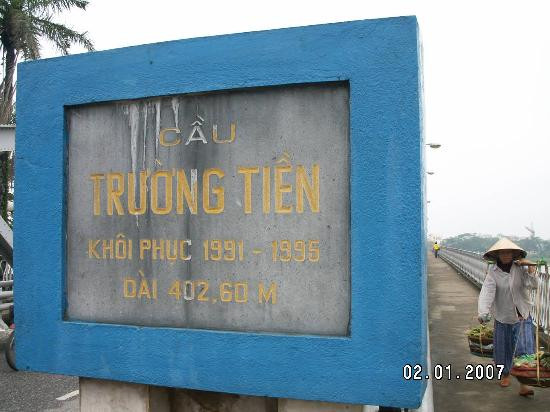 CẦU
TRƯỜNG TIỀN
KHÔI PHỤC 1991 - 1995
DÀI 402,60 M
02.01.2007